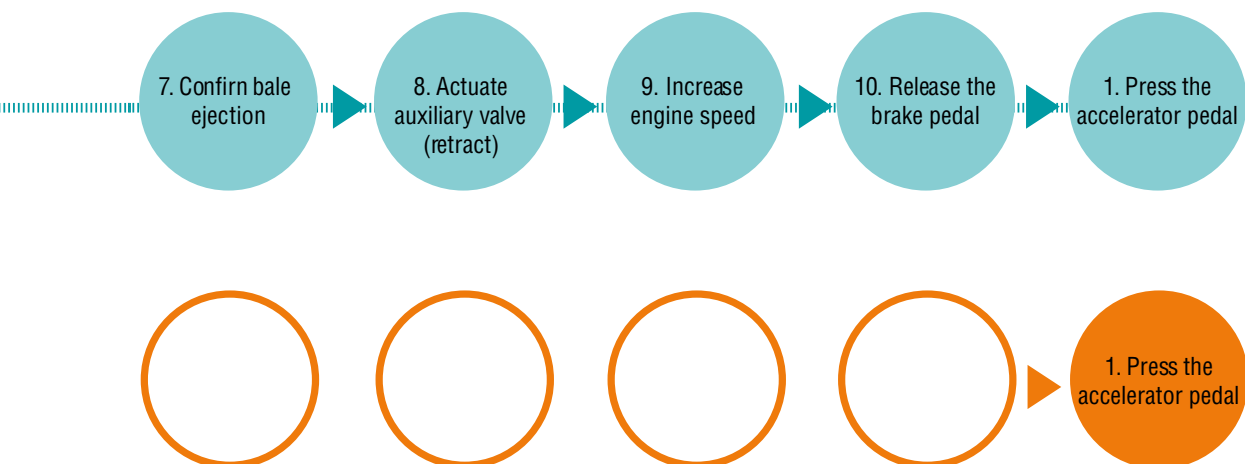 7. Confirn bale
ejection
8. Actuate
auxiliary valve
(retract)
9. Increase
engine speed
10. Release the
brake pedal
1. Press the
accelerator pedal
1. Press the
accelerator pedal